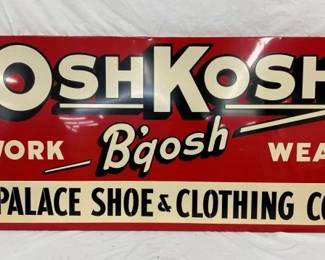 OSHKOSH
WORK B'gosh WEA
PALACE SHOE & CLOTHING CO